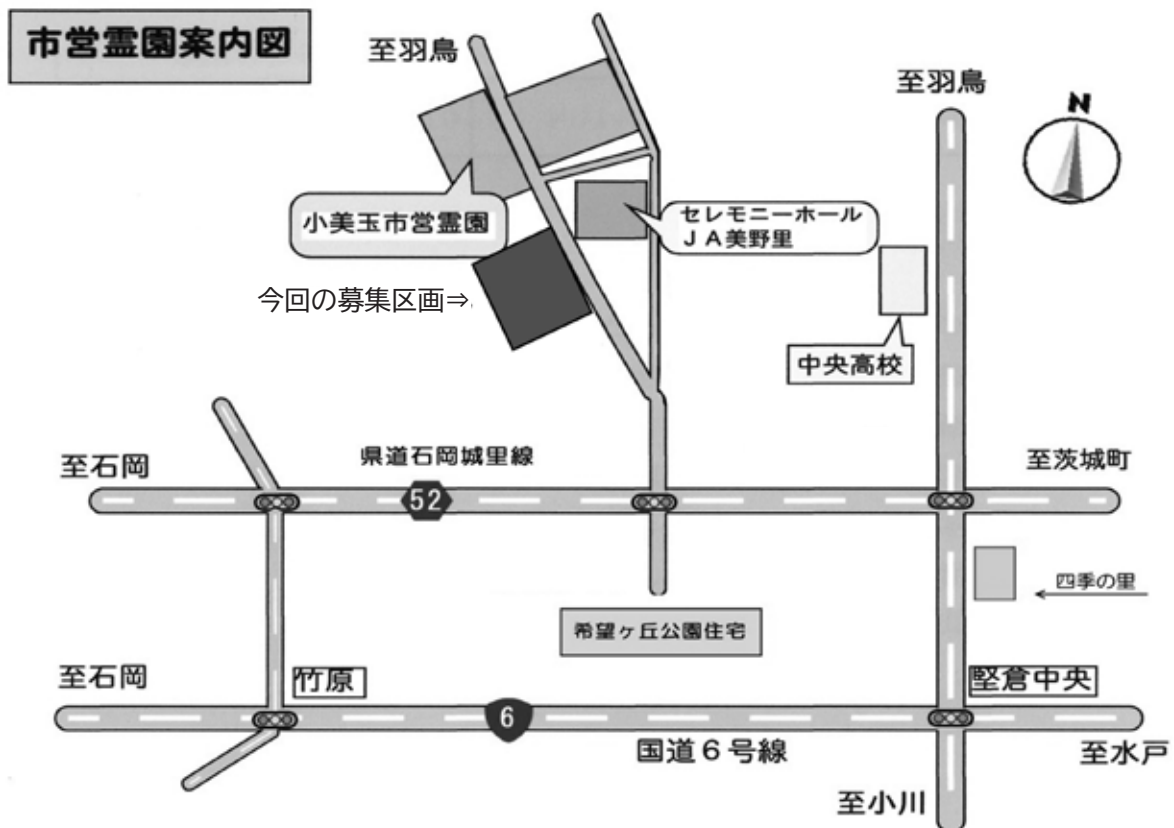 市営霊園案内図
至羽鳥
至羽鳥
N
小美玉市営霊園
セレモニーホール
JA美野里
今回の募集区画⇒
中央高校
至石岡
県道石岡城里線
至茨城町
52
四季の里
希望ヶ丘公園住宅
至石岡
竹原
堅倉中央
6
国道6号線
至水戸
至小川